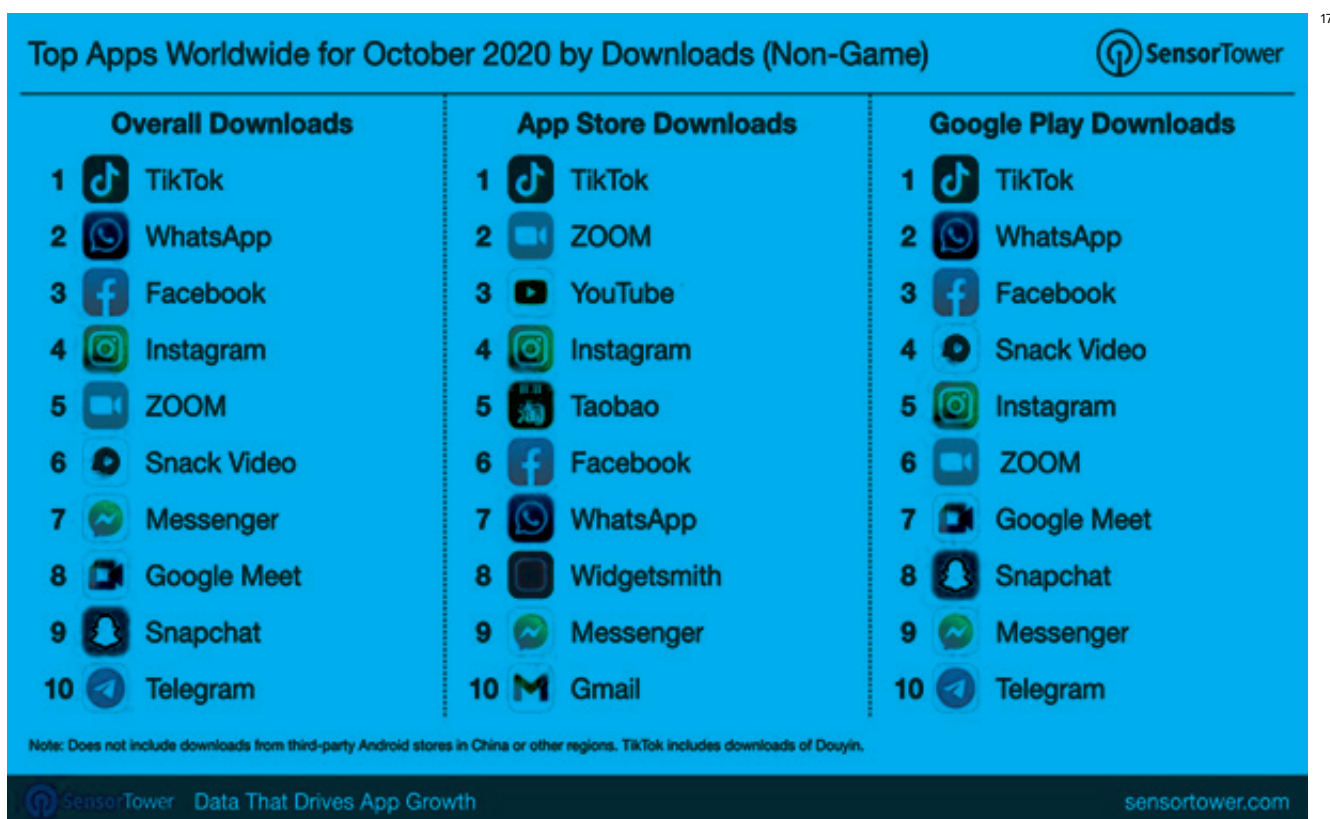 17
Top Apps Worldwide for October 2020 by Downloads (Non-Game)
SensorTower
Overall Downloads
1 TikTok
2 WhatsApp
3 Facebook
4 Instagram
5 ZOOM
6 Snack Video
7 Messenger
8 Google Meet
9 Snapchat
10 Telegram
App Store Downloads
1 TikTok
2 ZOOM
3 YouTube
4 Instagram
5 Taobao
6 Facebook
7 WhatsApp
8 Widgetsmith
9 Messenger
10 Gmail
Google Play Downloads
1 TikTok
2 WhatsApp
3 Facebook
4 Snack Video
5 Instagram
6 ZOOM
7 Google Meet
8 Snapchat
9 Messenger
10 Telegram
Note: Does not include downloads from third-party Android stores in China or other regions. TikTok includes downloads of Douyin.
SensorTower Data That Drives App Growth
sensortower.com